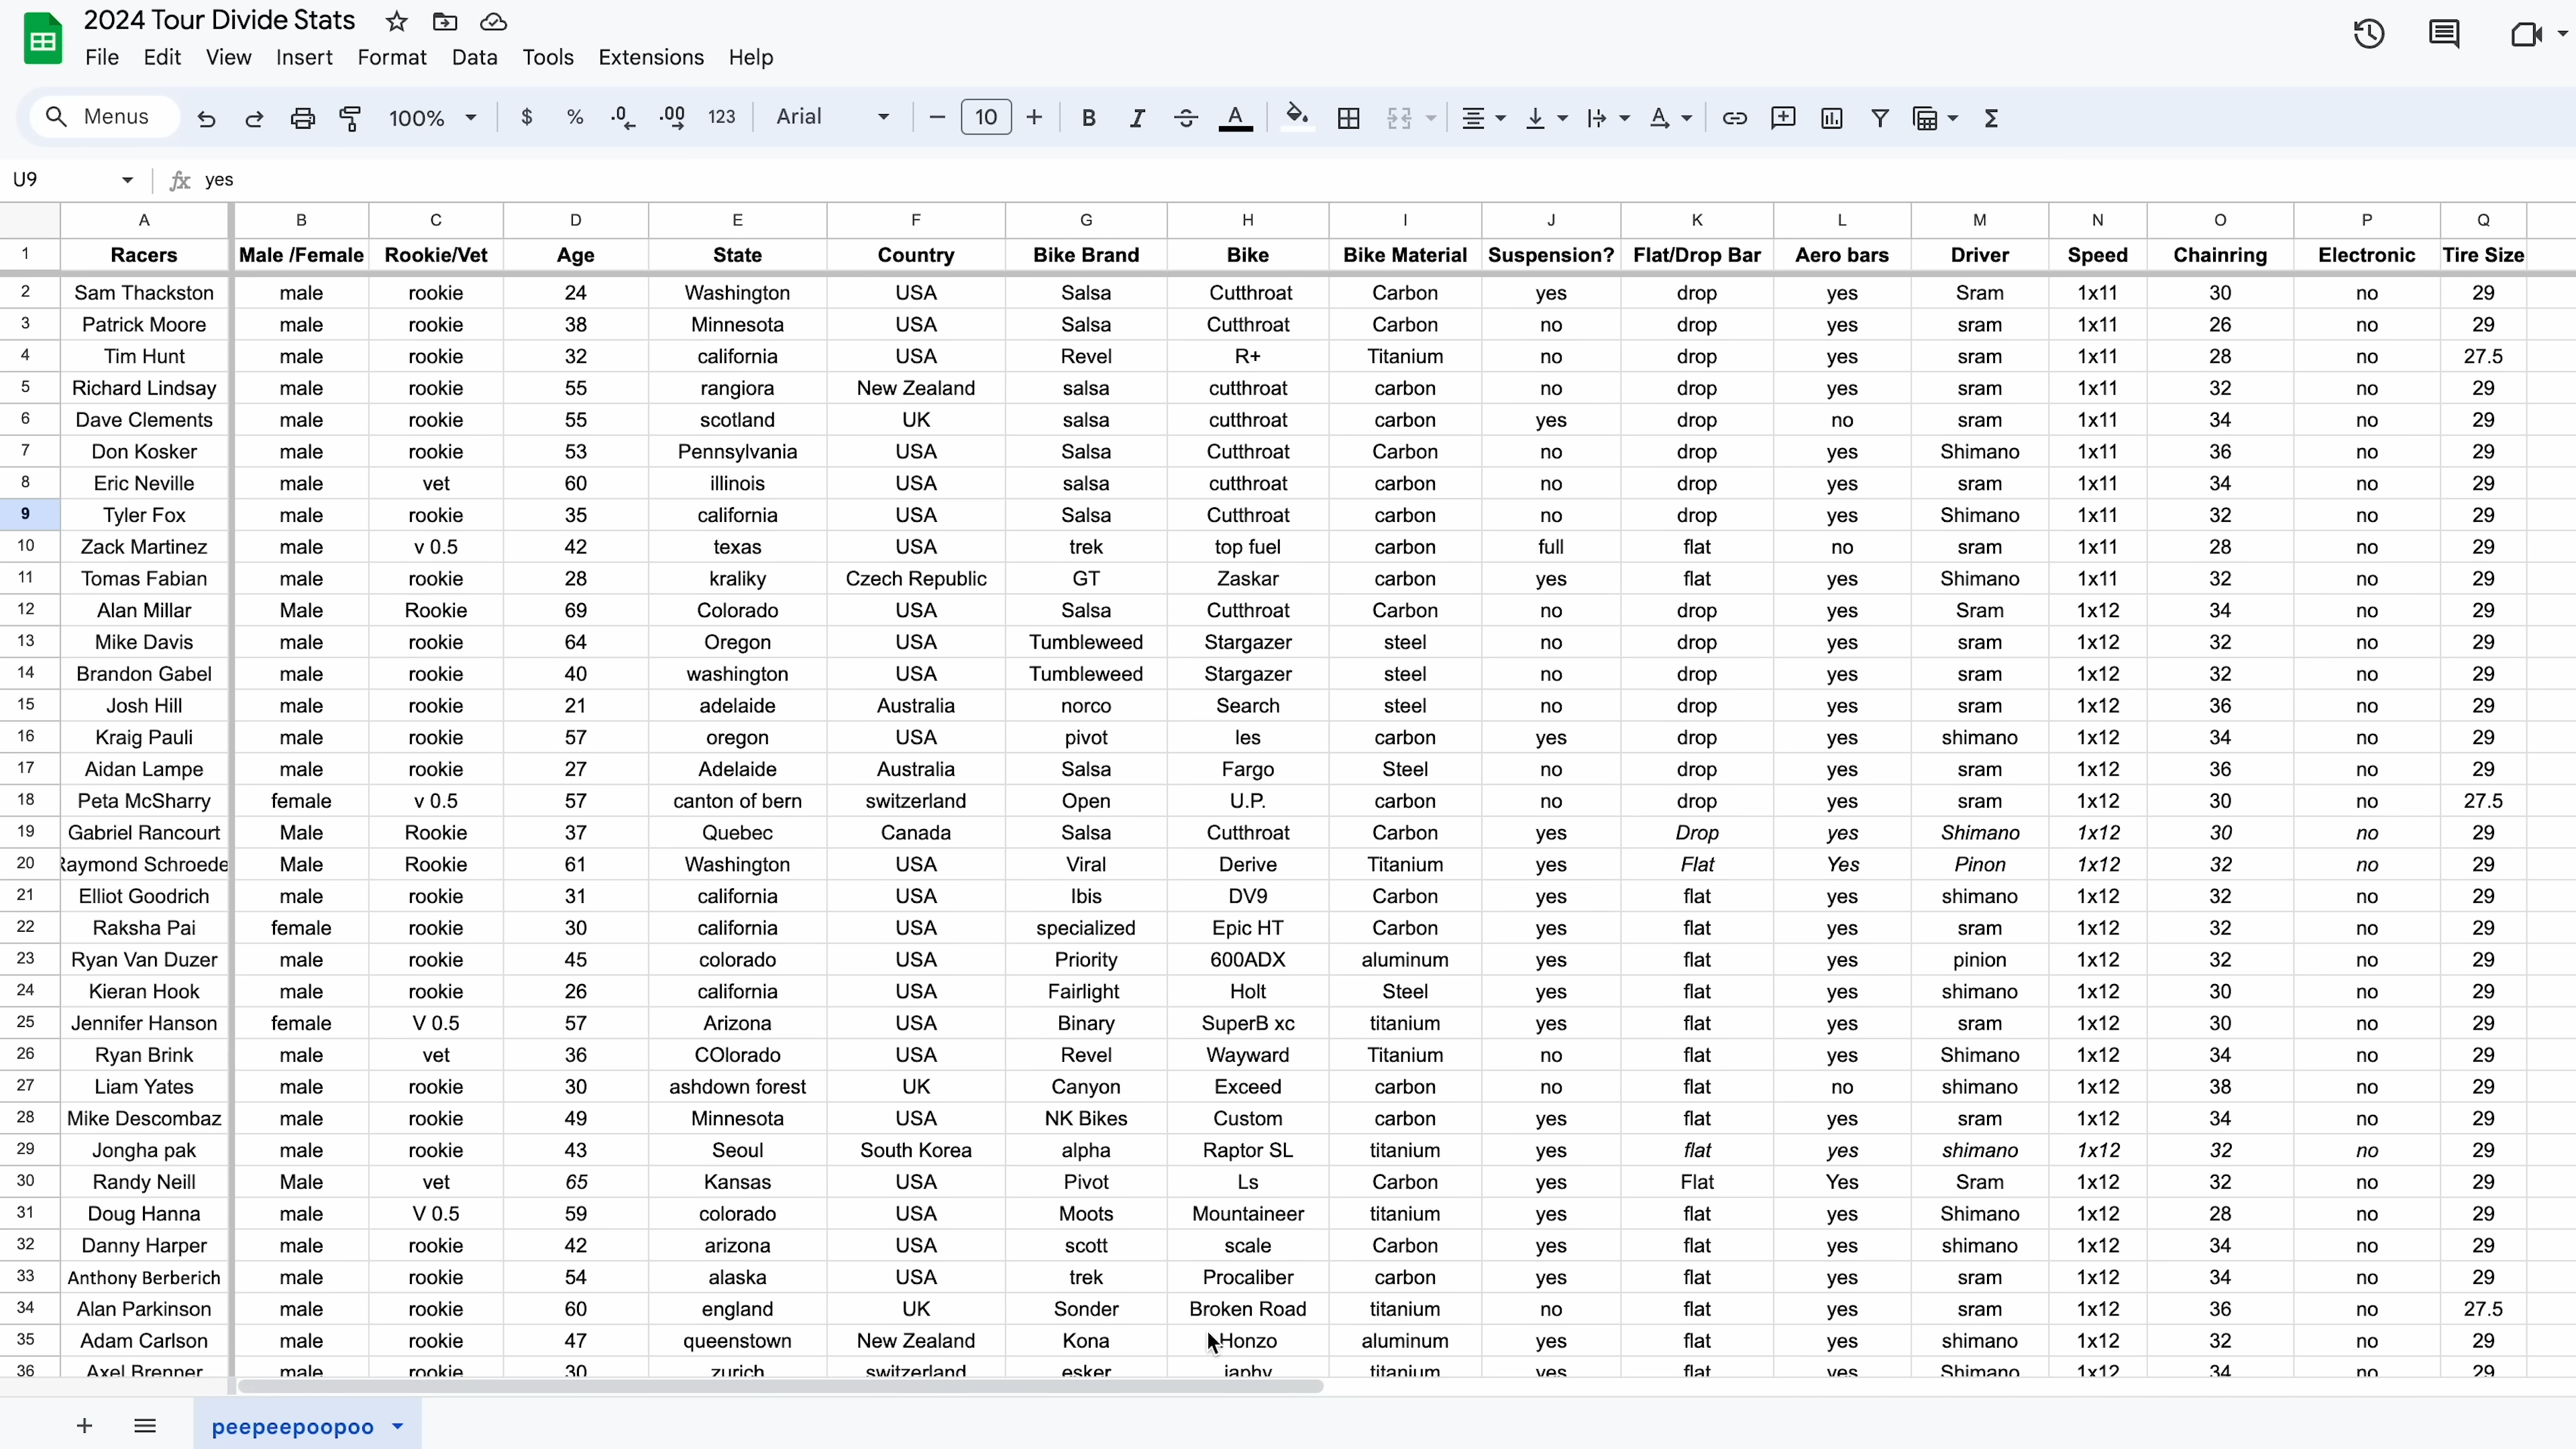 2024 Tour Divide Stats
File Edit View Insert Format Data Tools Extensions Help
Menus 100% $ % .0 .00 123 Arial 10 B I A
U9 fx yes
A B C D E F G H I J K L M N O P Q
1 Racers Male /Female Rookie/Vet Age State Country Bike Brand Bike Bike Material Suspension? Flat/Drop Bar Aero bars Driver Speed Chainring Electronic Tire Size
2 Sam Thackston male rookie 24 Washington USA Salsa Cutthroat Carbon yes drop yes Sram 1x11 30 no 29
3 Patrick Moore male rookie 38 Minnesota USA Salsa Cutthroat Carbon no drop yes sram 1x11 26 no 29
4 Tim Hunt male rookie 32 california USA Revel R+ Titanium no drop yes sram 1x11 28 no 27.5
5 Richard Lindsay male rookie 55 rangiora New Zealand salsa cutthroat carbon no drop yes sram 1x11 32 no 29
6 Dave Clements male rookie 55 scotland UK salsa cutthroat carbon yes drop no sram 1x11 34 no 29
7 Don Kosker male rookie 53 Pennsylvania USA Salsa Cutthroat Carbon no drop yes Shimano 1x11 36 no 29
8 Eric Neville male vet 60 illinois USA salsa cutthroat carbon no drop yes sram 1x11 34 no 29
9 Tyler Fox male rookie 35 california USA Salsa Cutthroat carbon no drop yes Shimano 1x11 32 no 29
10 Zack Martinez male v 0.5 42 texas USA trek top fuel carbon full flat no sram 1x11 28 no 29
11 Tomas Fabian male rookie 28 kraliky Czech Republic GT Zaskar carbon yes flat yes Shimano 1x11 32 no 29
12 Alan Millar Male Rookie 69 Colorado USA Salsa Cutthroat Carbon no drop yes Sram 1x12 34 no 29
13 Mike Davis male rookie 64 Oregon USA Tumbleweed Stargazer steel no drop yes sram 1x12 32 no 29
14 Brandon Gabel male rookie 40 washington USA Tumbleweed Stargazer steel no drop yes sram 1x12 32 no 29
15 Josh Hill male rookie 21 adelaide Australia norco Search steel no drop yes sram 1x12 36 no 29
16 Kraig Pauli male rookie 57 oregon USA pivot les carbon yes drop yes shimano 1x12 34 no 29
17 Aidan Lampe male rookie 27 Adelaide Australia Salsa Fargo Steel no drop yes sram 1x12 36 no 29
18 Peta McSharry female v 0.5 57 canton of bern switzerland Open U.P. carbon no drop yes sram 1x12 30 no 27.5
19 Gabriel Rancourt Male Rookie 37 Quebec Canada Salsa Cutthroat Carbon yes Drop yes Shimano 1x12 30 no 29
20 Raymond Schroede Male Rookie 61 Washington USA Viral Derive Titanium yes Flat Yes Pinon 1x12 32 no 29
21 Elliot Goodrich male rookie 31 california USA Ibis DV9 Carbon yes flat yes shimano 1x12 32 no 29
22 Raksha Pai female rookie 30 california USA specialized Epic HT Carbon yes flat yes sram 1x12 32 no 29
23 Ryan Van Duzer male rookie 45 colorado USA Priority 600ADX aluminum yes flat yes pinion 1x12 32 no 29
24 Kieran Hook male rookie 26 california USA Fairlight Holt Steel yes flat yes shimano 1x12 30 no 29
25 Jennifer Hanson female V 0.5 57 Arizona USA Binary SuperB xc titanium yes flat yes sram 1x12 30 no 29
26 Ryan Brink male vet 36 COlorado USA Revel Wayward Titanium no flat yes Shimano 1x12 34 no 29
27 Liam Yates male rookie 30 ashdown forest UK Canyon Exceed carbon no flat no shimano 1x12 38 no 29
28 Mike Descombaz male rookie 49 Minnesota USA NK Bikes Custom carbon yes flat yes sram 1x12 34 no 29
29 Jongha pak male rookie 43 Seoul South Korea alpha Raptor SL titanium yes flat yes shimano 1x12 32 no 29
30 Randy Neill Male vet 65 Kansas USA Pivot Ls Carbon yes Flat Yes Sram 1x12 32 no 29
31 Doug Hanna male V 0.5 59 colorado USA Moots Mountaineer titanium yes flat yes Shimano 1x12 28 no 29
32 Danny Harper male rookie 42 arizona USA scott scale Carbon yes flat yes shimano 1x12 34 no 29
33 Anthony Berberich male rookie 54 alaska USA trek Procaliber carbon yes flat yes sram 1x12 34 no 29
34 Alan Parkinson male rookie 60 england UK Sonder Broken Road titanium no flat yes sram 1x12 36 no 27.5
35 Adam Carlson male rookie 47 queenstown New Zealand Kona Honzo aluminum yes flat yes shimano 1x12 32 no 29
36 Axel Brenner male rookie 30 zurich switzerland esker japhy titanium yes flat yes Shimano 1x12 34 no 29
peepeepoopoo